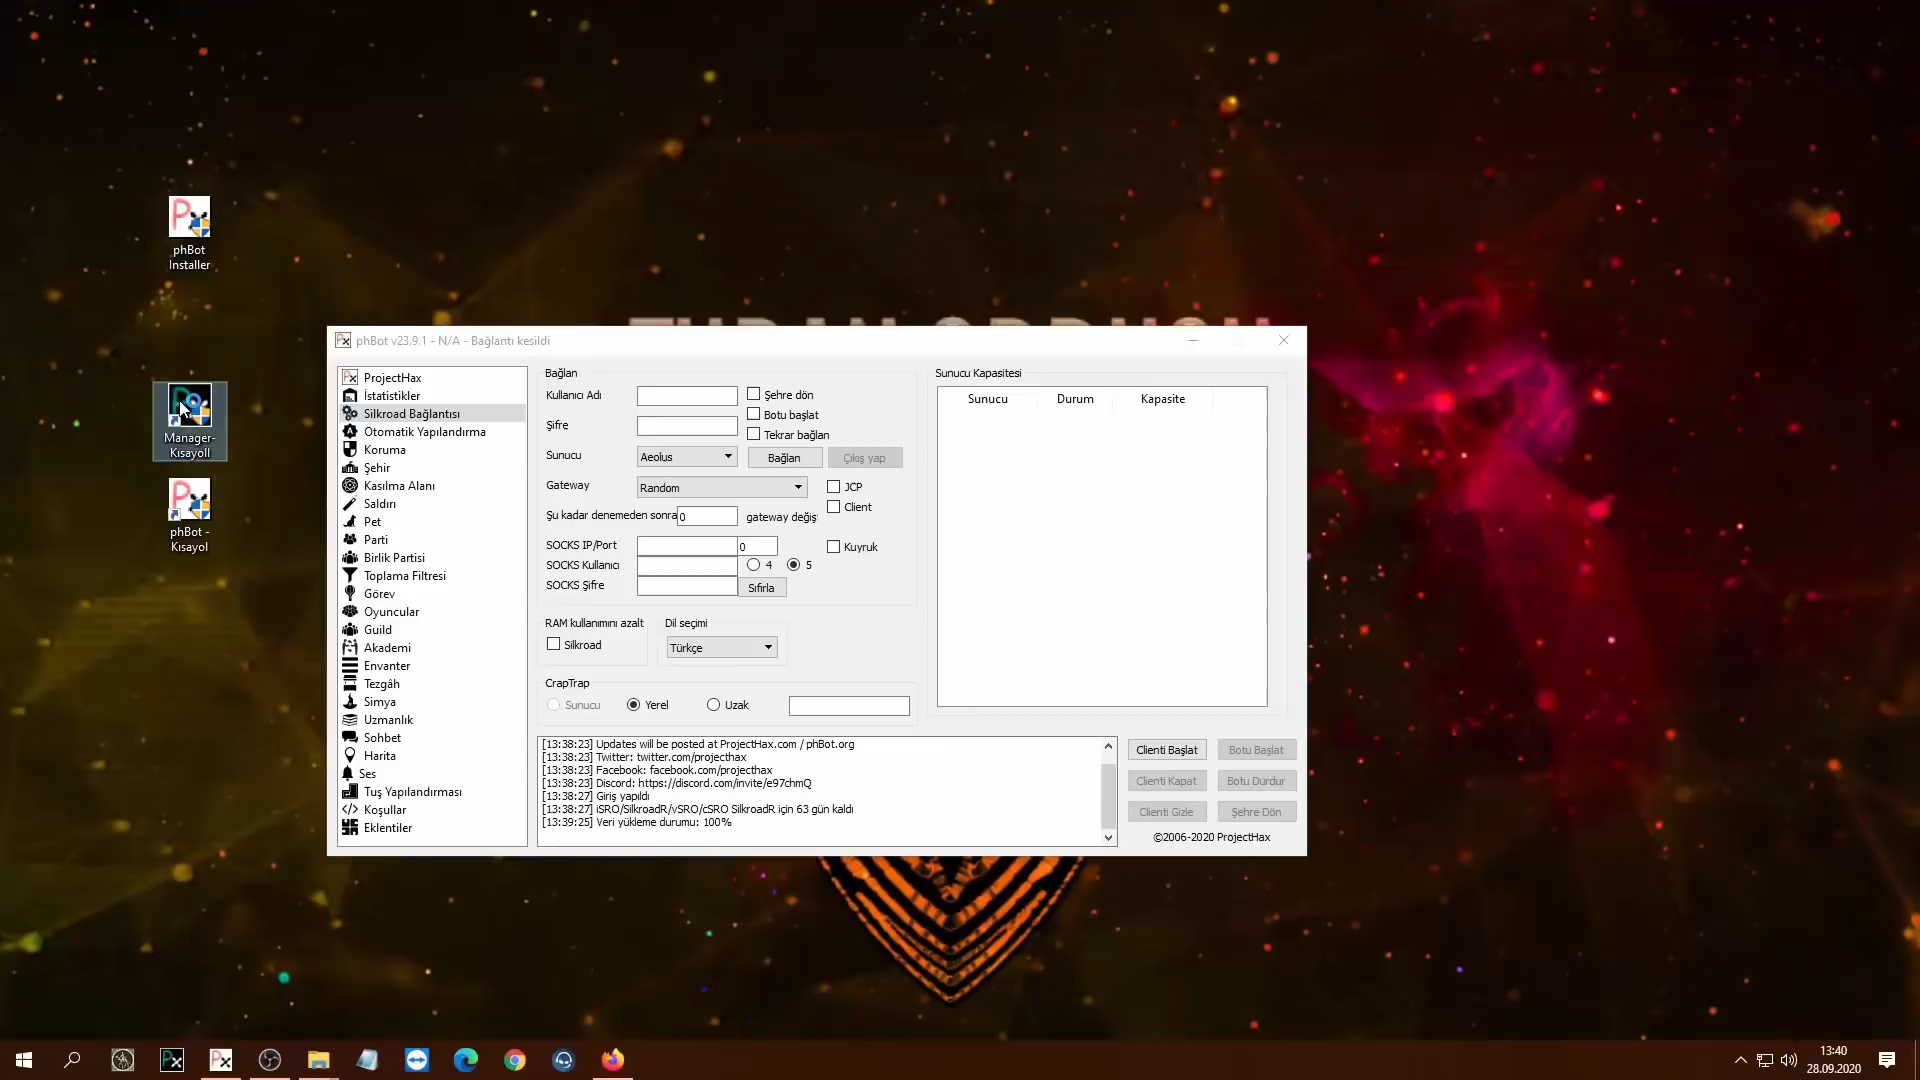 phBot
Installer
Manager-
Kısayoll
phBot -
Kısayol
phBot v23.9.1 - N/A - Bağlantı kesildi
ProjectHax
İstatistikler
Silkroad Bağlantısı
Otomatik Yapılandırma
Koruma
Şehir
Kasılma Alanı
Saldırı
Pet
Parti
Birlik Partisi
Toplama Filtresi
Görev
Oyuncular
Guild
Akademi
Envanter
Tezgâh
Simya
Uzmanlık
Sohbet
Harita
Ses
Tuş Yapılandırması
Koşullar
Eklentiler
Bağlan
Kullanıcı Adı
Şehre dön
Botu başlat
Şifre
Tekrar bağlan
Sunucu
Aeolus
Bağlan
Çıkış yap
Gateway
Random
JCP
Client
Şu kadar denemeden sonra
0
gateway değiş
SOCKS IP/Port
0
Kuyruk
SOCKS Kullanıcı
4
5
SOCKS Şifre
Sıfırla
RAM kullanımını azalt
Silkroad
Dil seçimi
Türkçe
CrapTrap
Sunucu
Yerel
Uzak
Sunucu Kapasitesi
Sunucu Durum Kapasite
[13:38:23] Updates will be posted at ProjectHax.com / phBot.org
[13:38:23] Twitter: twitter.com/projecthax
[13:38:23] Facebook: facebook.com/projecthax
[13:38:23] Discord: https://discord.com/invite/e97chmQ
[13:38:27] Giriş yapıldı
[13:38:27] iSRO/SilkroadR/vSRO/cSRO SilkroadR için 63 gün kaldı
[13:39:25] Veri yükleme durumu: 100%
Clienti Başlat
Botu Başlat
Clienti Kapat
Botu Durdur
Clienti Gizle
Şehre Dön
©2006-2020 ProjectHax
13:40
28.09.2020